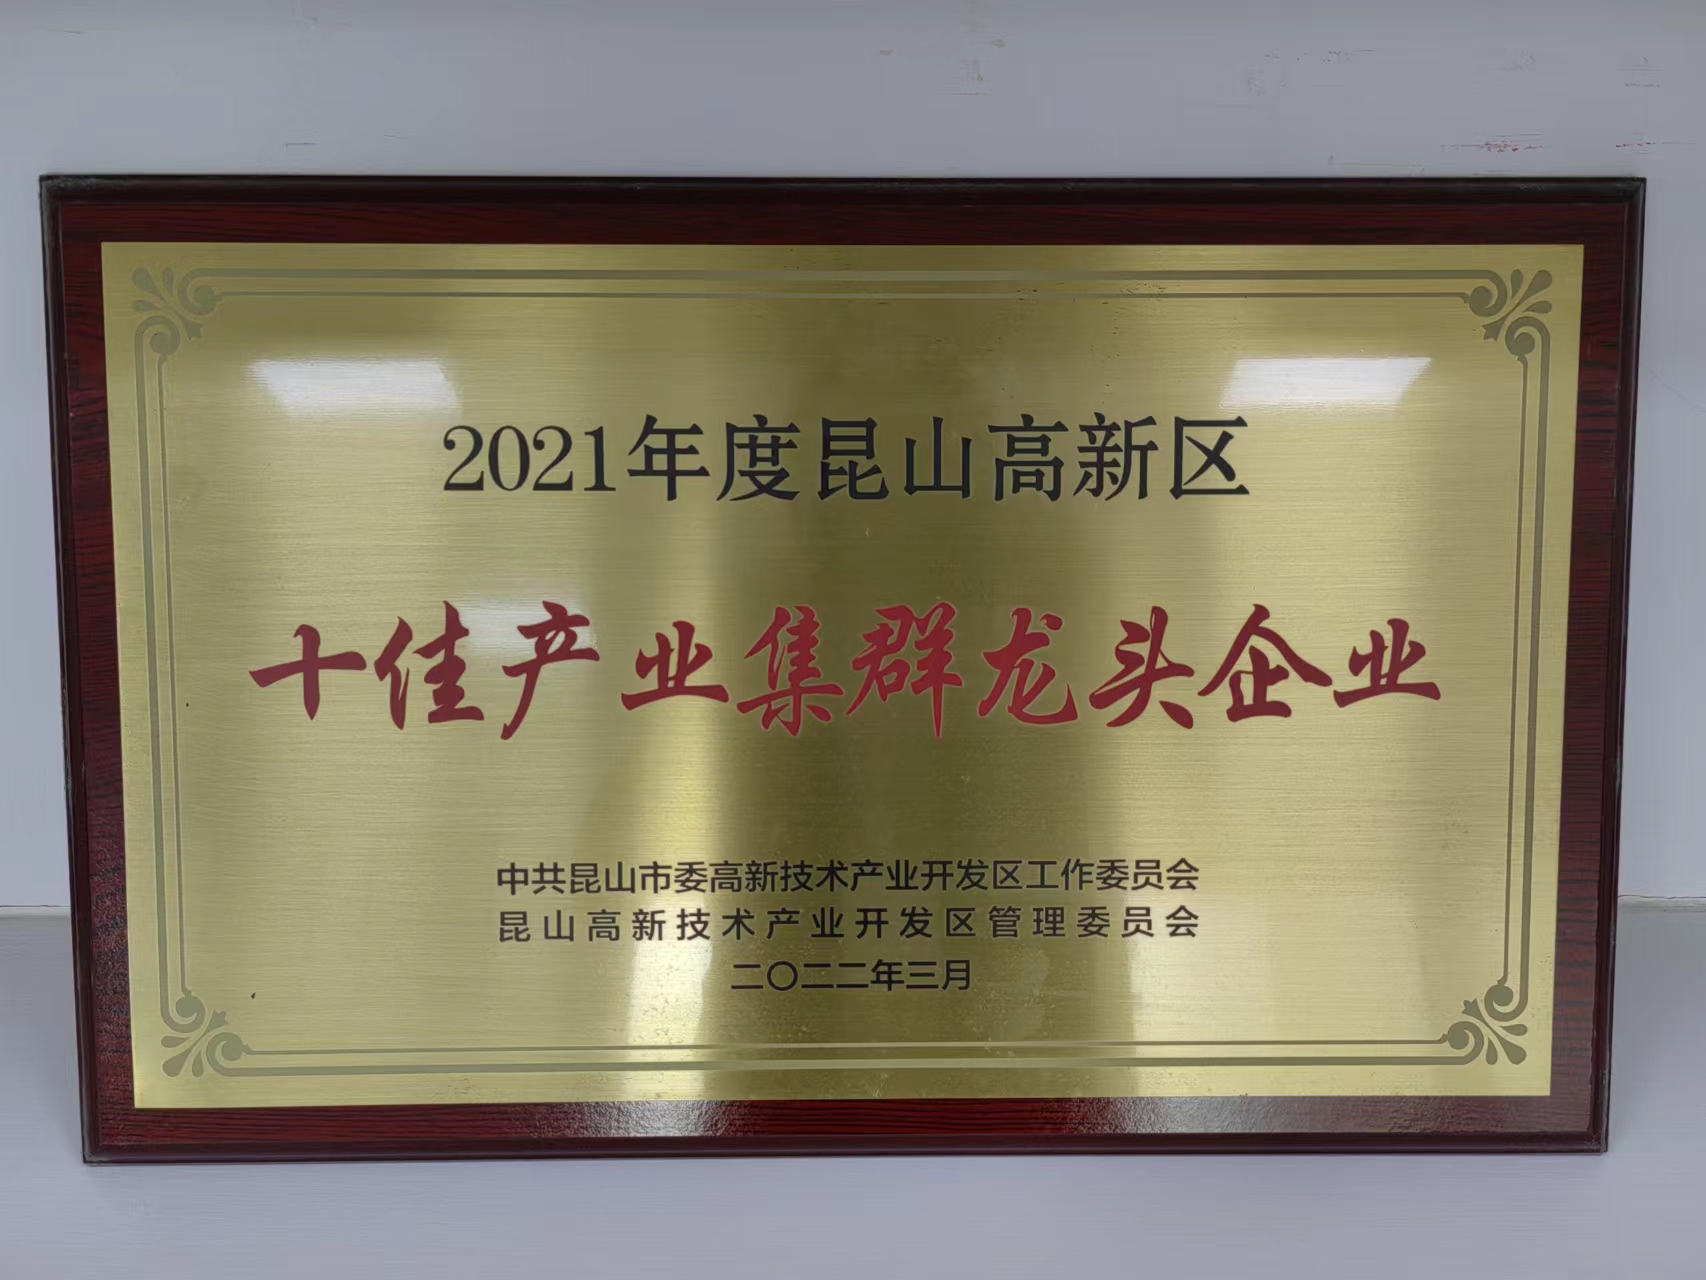 2021年度昆山高新区
十佳产业集群龙头企业
中共昆山市委高新技术产业开发区工作委员会
昆山高新技术产业开发区管理委员会
二〇二二年三月